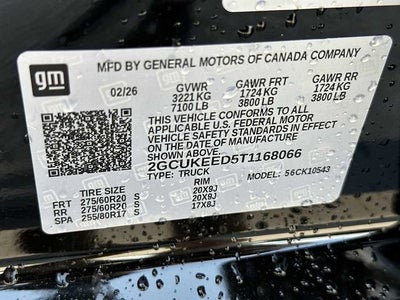 gm
MFD BY GENERAL MOTORS OF CANADA COMPANY
02/26 GVWR GAWR FRT GAWR RR
3221 KG 1724 KG 1724 KG
7100 LB 3800 LB 3800 LB
THIS VEHICLE CONFORMS TO ALL
APPLICABLE U.S. FEDERAL MOTOR
VEHICLE SAFETY STANDARDS IN EFFECT
ON THE DATE OF MANUFACTURE
SHOWN ABOVE.
2GCUKEED5T1168066
TYPE: TRUCK MODEL: 56CK10543
TIRE SIZE RIM
FRT 275/60R20 S 20X9J
RR 275/60R20 S 20X9J
SP 255/80R17 S 17X8J